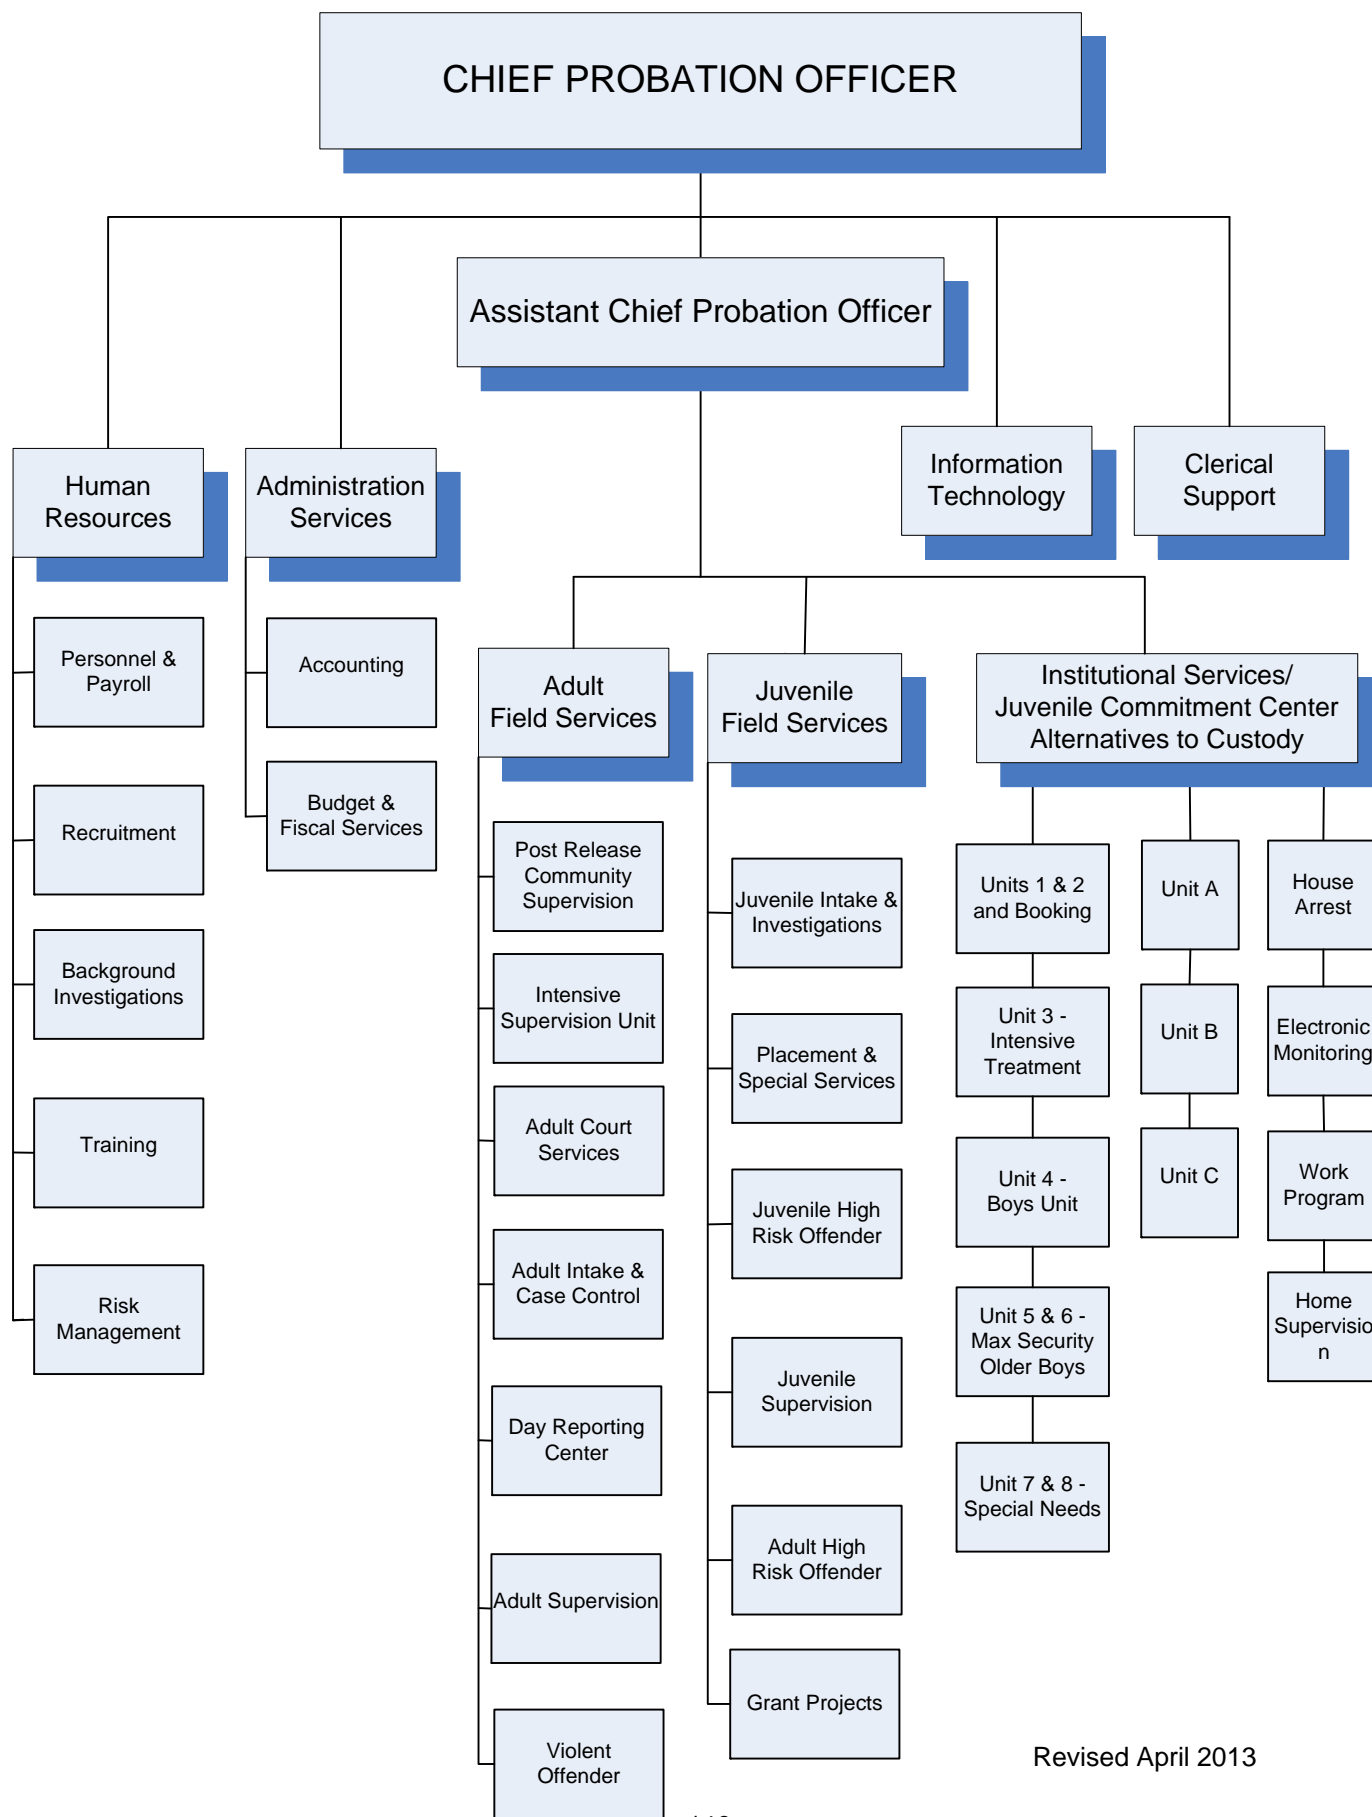 CHIEF PROBATION OFFICER
Assistant Chief Probation Officer
Human
Resources
Administration
Services
Information
Technology
Clerical
Support
Personnel &
Payroll
Recruitment
Background
Investigations
Training
Risk
Management
Accounting
Budget &
Fiscal Services
Adult
Field Services
Post Release
Community
Supervision
Intensive
Supervision Unit
Adult Court
Services
Adult Intake &
Case Control
Day Reporting
Center
Adult Supervision
Violent
Offender
Juvenile
Field Services
Juvenile Intake &
Investigations
Placement &
Special Services
Juvenile High
Risk Offender
Juvenile
Supervision
Adult High
Risk Offender
Grant Projects
Institutional Services/
Juvenile Commitment Center
Alternatives to Custody
Units 1 & 2
and Booking
Unit 3 -
Intensive
Treatment
Unit 4 -
Boys Unit
Unit 5 & 6 -
Max Security
Older Boys
Unit 7 & 8 -
Special Needs
Unit A
Unit B
Unit C
House
Arrest
Electronic
Monitoring
Work
Program
Home
Supervisio
n
Revised April 2013